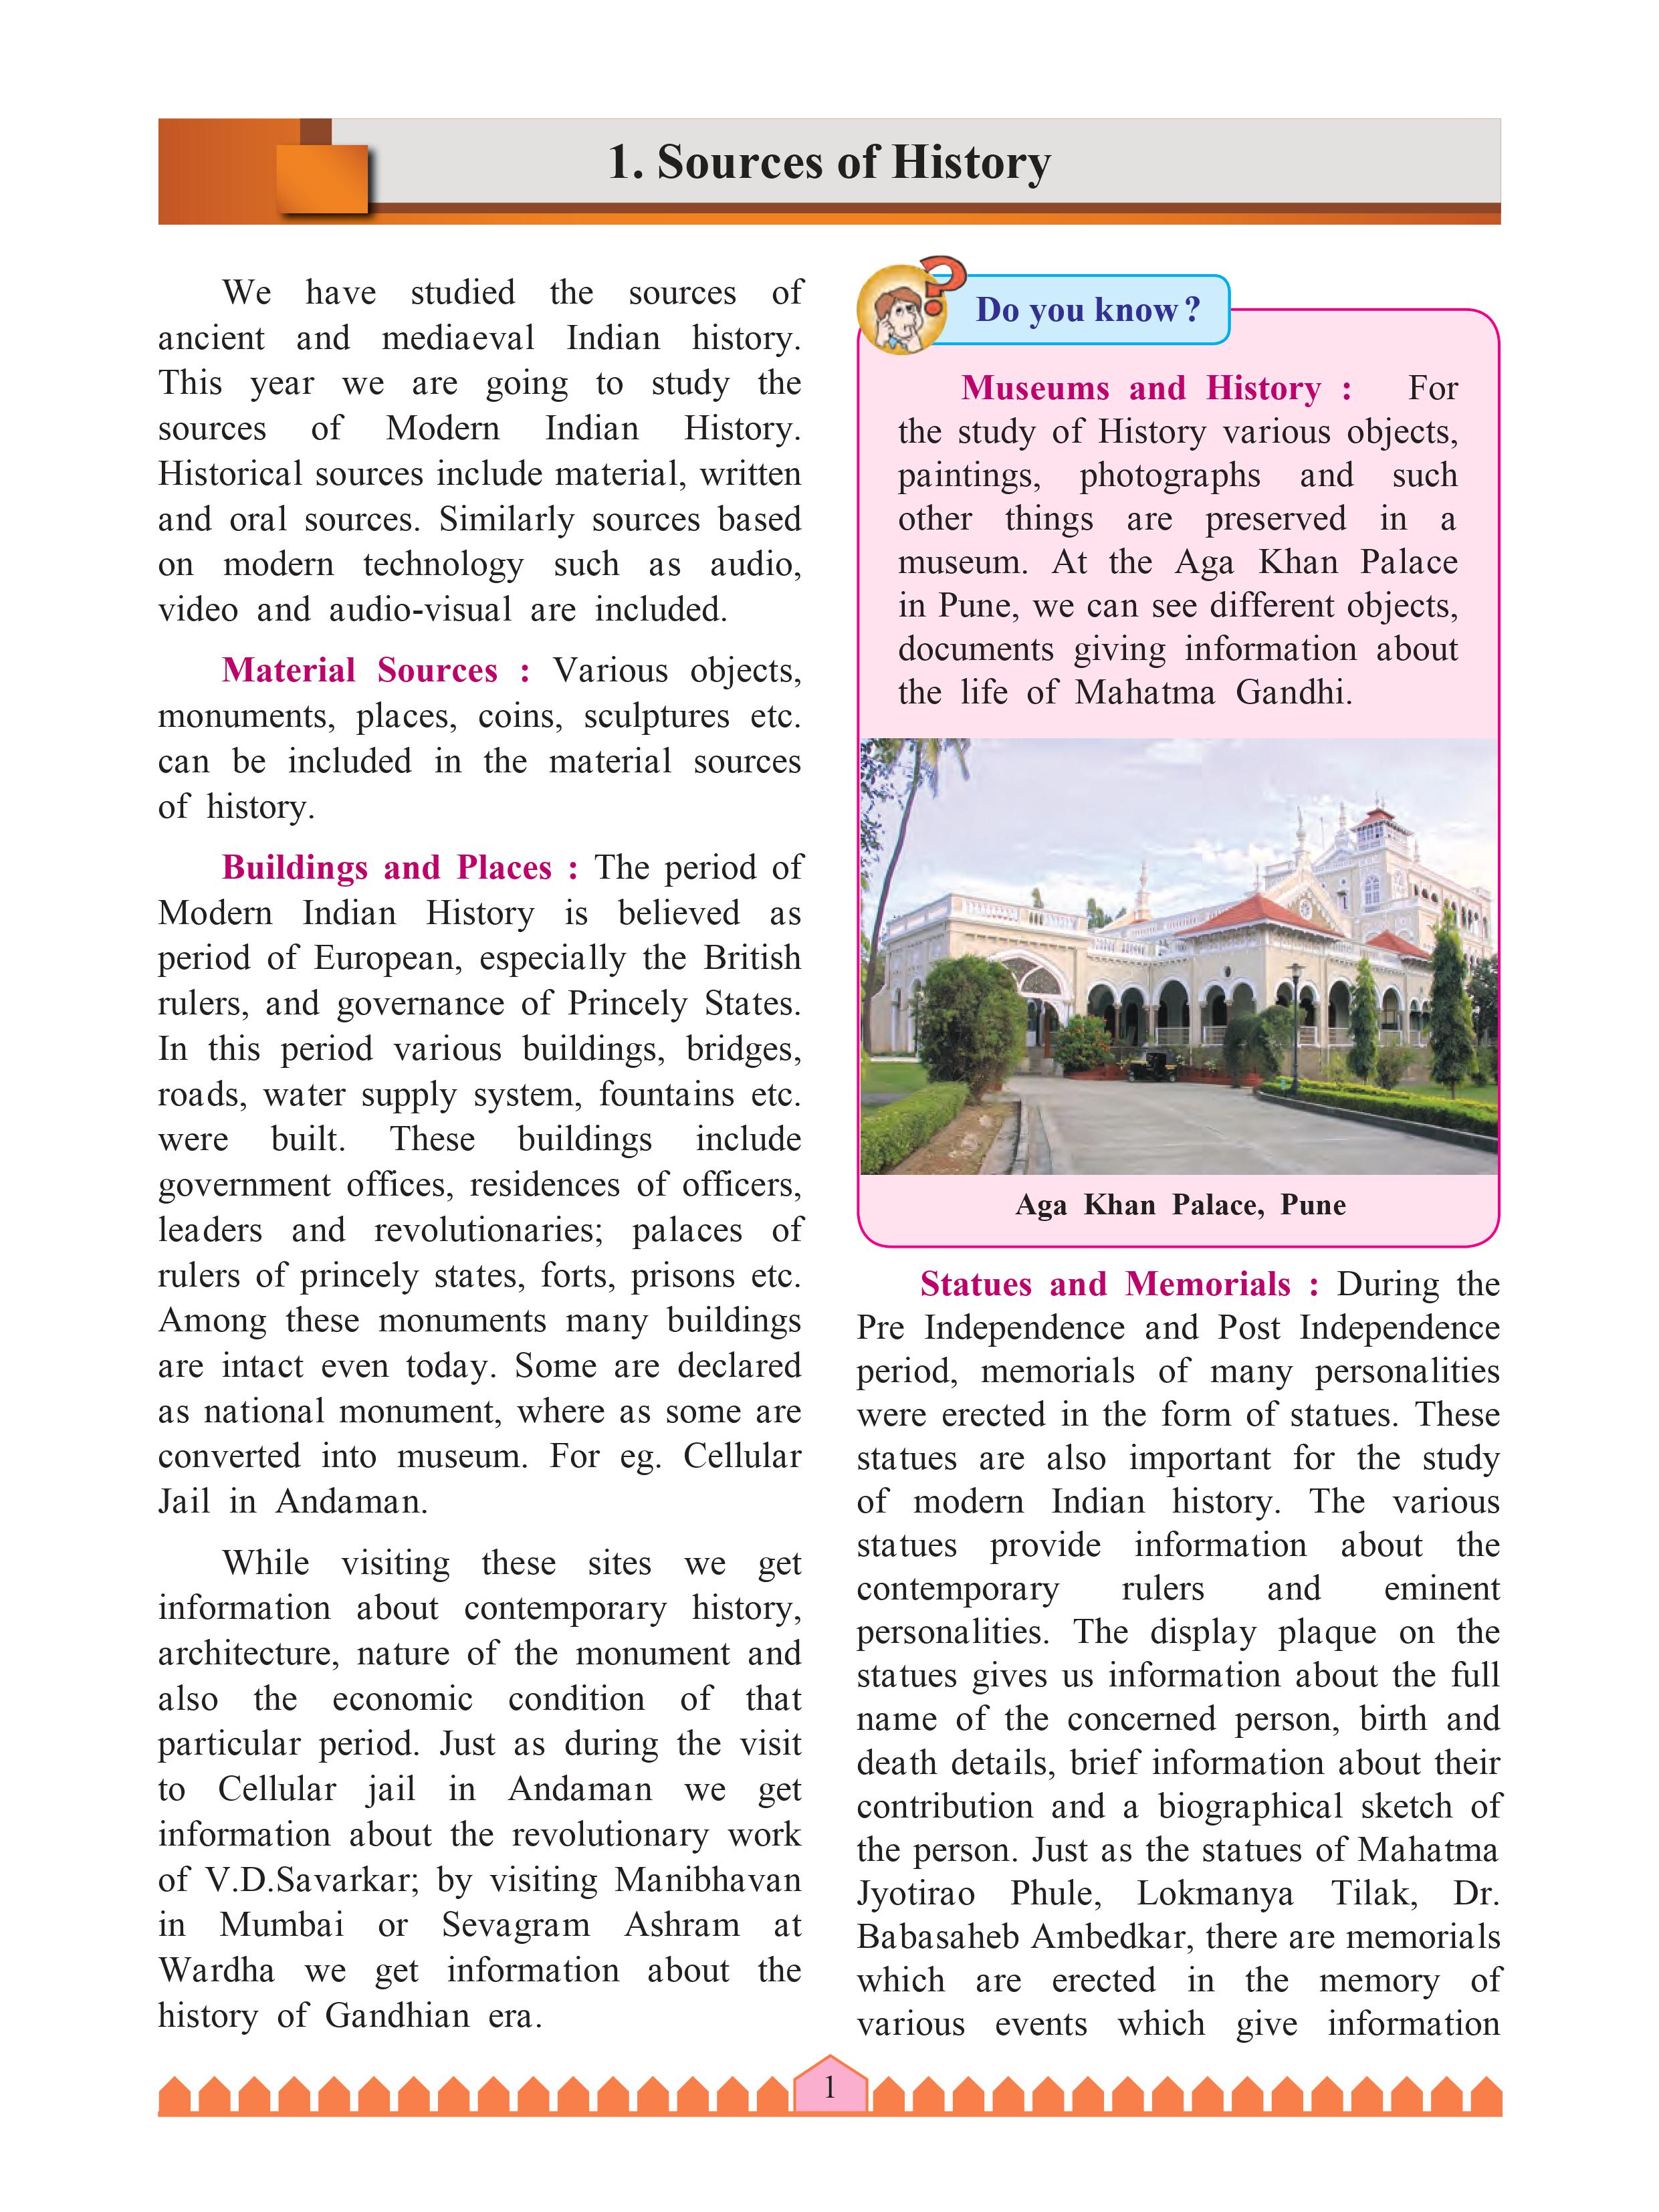 1. Sources of History
We have studied the sources of
ancient and mediaeval Indian history.
This year we are going to study the
sources of Modern Indian History.
Historical sources include material, written
and oral sources. Similarly sources based
on modern technology such as audio,
video and audio-visual are included.
Material Sources : Various objects,
monuments, places, coins, sculptures etc.
can be included in the material sources
of history.
Buildings and Places : The period of
Modern Indian History is believed as
period of European, especially the British
rulers, and governance of Princely States.
In this period various buildings, bridges,
roads, water supply system, fountains etc.
were built. These buildings include
government offices, residences of officers,
leaders and revolutionaries; palaces of
rulers of princely states, forts, prisons etc.
Among these monuments many buildings
are intact even today. Some are declared
as national monument, where as some are
converted into museum. For eg. Cellular
Jail in Andaman.
While visiting these sites we get
information about contemporary history,
architecture, nature of the monument and
also the economic condition of that
particular period. Just as during the visit
to Cellular jail in Andaman we get
information about the revolutionary work
of V.D.Savarkar; by visiting Manibhavan
in Mumbai or Sevagram Ashram at
Wardha we get information about the
history of Gandhian era.
Do you know ?
Museums and History : For
the study of History various objects,
paintings, photographs and such
other things are preserved in a
museum. At the Aga Khan Palace
in Pune, we can see different objects,
documents giving information about
the life of Mahatma Gandhi.
Aga Khan Palace, Pune
Statues and Memorials : During the
Pre Independence and Post Independence
period, memorials of many personalities
were erected in the form of statues. These
statues are also important for the study
of modern Indian history. The various
statues provide information about the
contemporary rulers and eminent
personalities. The display plaque on the
statues gives us information about the full
name of the concerned person, birth and
death details, brief information about their
contribution and a biographical sketch of
the person. Just as the statues of Mahatma
Jyotirao Phule, Lokmanya Tilak, Dr.
Babasaheb Ambedkar, there are memorials
which are erected in the memory of
various events which give information
1